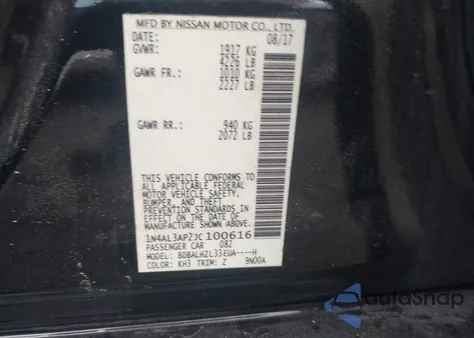 MFD BY NISSAN MOTOR CO., LTD.
DATE: 08/17
GVWR: 1917 KG
4226 LB
GAWR FR.: 1010 KG
2227 LB
GAWR RR.: 940 KG
2072 LB
THIS VEHICLE CONFORMS TO
ALL APPLICABLE FEDERAL
MOTOR VEHICLE SAFETY,
BUMPER, AND THEFT
PREVENTION STANDARDS
IN EFFECT ON THE DATE OF
MANUFACTURE SHOWN ABOVE.
1N4AL3AP2JC100616
PASSENGER CAR 082
MODEL: BDBALHZL33EUA----H
COLOR: KH3 TRIM: Z 9N00A
autoSnap